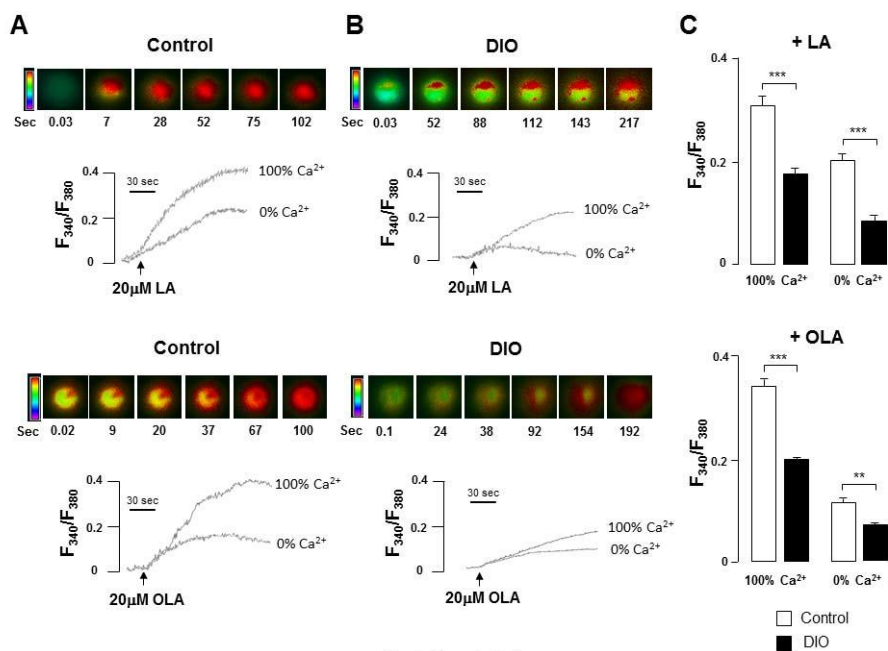 A
Control
Sec 0.03 7 28 52 75 102
F340/F380
0.4
0.2
0
30 sec
100% Ca²⁺
0% Ca²⁺
20µM LA
B
DIO
Sec 0.03 52 88 112 143 217
F340/F380
0.4
0.2
0
30 sec
100% Ca²⁺
0% Ca²⁺
20µM LA
C
+ LA
F340/F380
0.4
0.2
0
***
***
100% Ca²⁺ 0% Ca²⁺
Control
Sec 0.02 9 20 37 67 100
F340/F380
0.4
0.2
0
30 sec
100% Ca²⁺
0% Ca²⁺
20µM OLA
DIO
Sec 0.1 24 38 92 154 192
F340/F380
0.4
0.2
0
30 sec
100% Ca²⁺
0% Ca²⁺
20µM OLA
+ OLA
F340/F380
0.4
0.2
0
***
**
100% Ca²⁺ 0% Ca²⁺
Control
DIO